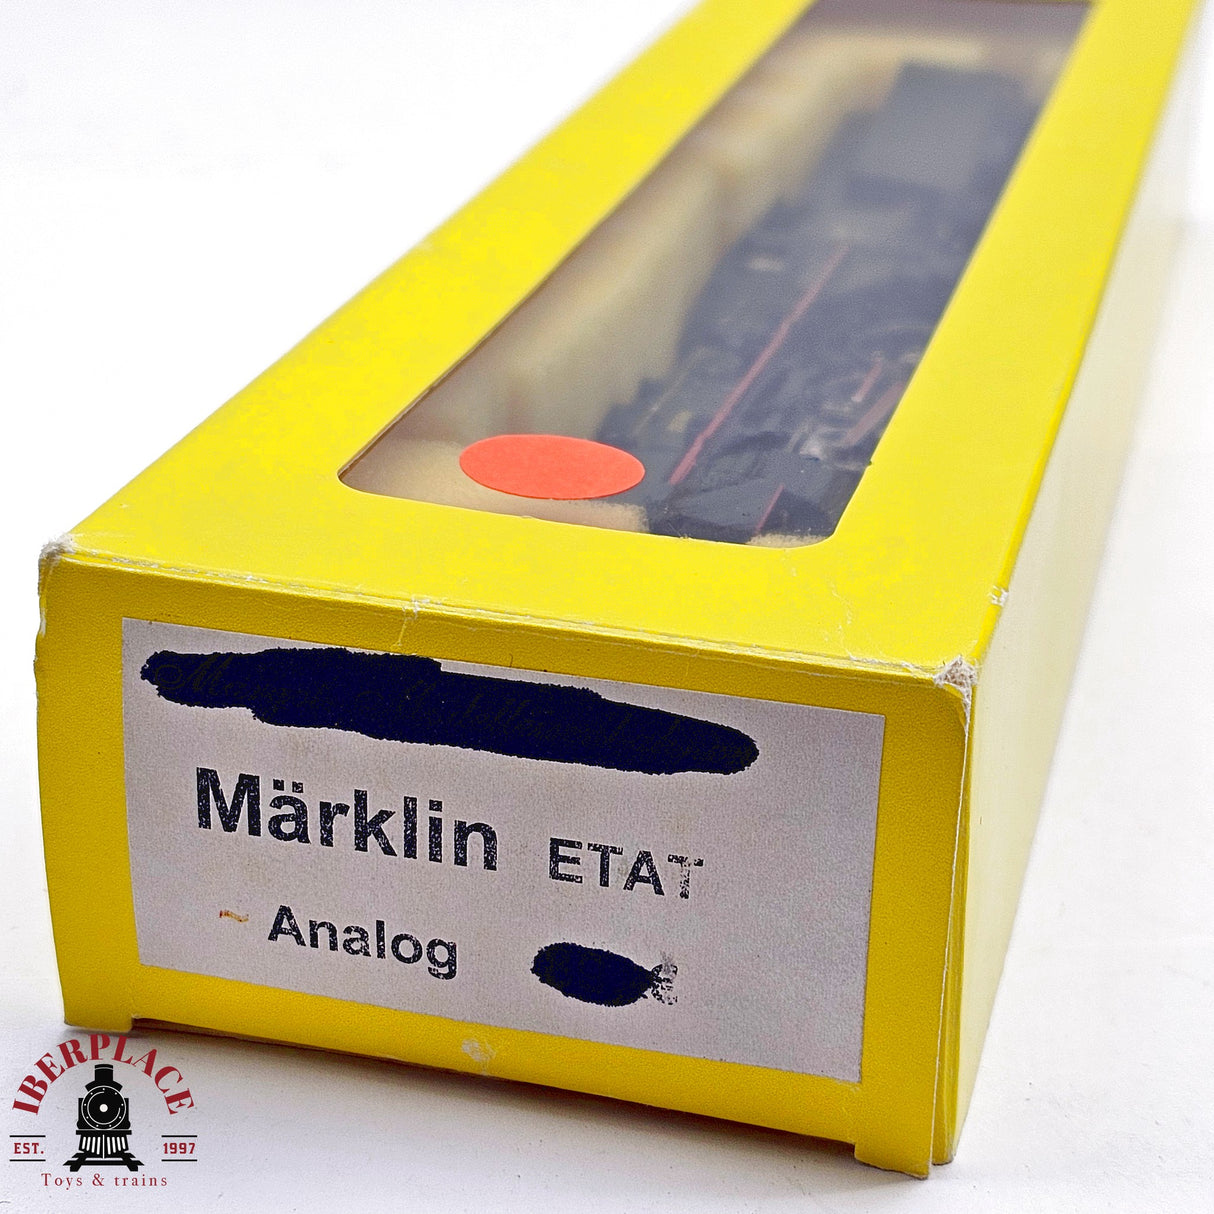 Märklin ETAT
~ Analog
€
IBERPLACE
EST. 1997
Toys & trains